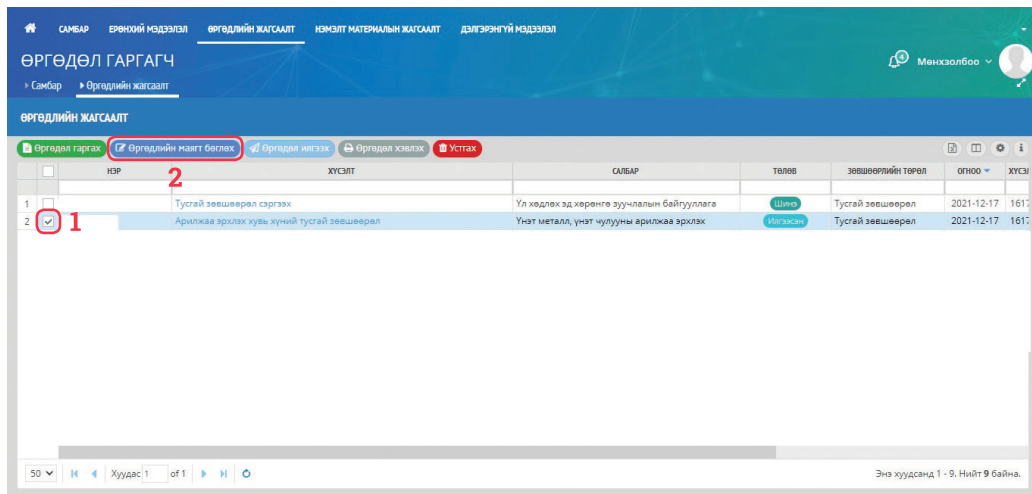 САМБАР ЕРӨНХИЙ МЭДЭЭЛЭЛ ӨРГӨДЛИЙН ЖАГСААЛТ НЭМЭЛТ МАТЕРИАЛЫН ЖАГСААЛТ ДЭЛГЭРЭНГҮЙ МЭДЭЭЛЭЛ
ӨРГӨДӨЛ ГАРГАГЧ
4 Мөнхзолбоо
Самбар Өргөдлийн жагсаалт
ӨРГӨДЛИЙН ЖАГСААЛТ
Өргөдөл гаргах Өргөдлийн маягт бөглөх Өргөдөл илгээх Өргөдөл хэвлэх Устгах
2
НЭР ХҮСЭЛТ САЛБАР ТӨЛӨВ ЗӨВШӨӨРЛИЙН ТӨРӨЛ ОГНОО ХҮСЭЛ
1 Тусгай зөвшөөрөл сэргээх Үл хөдлөх эд хөрөнгө зуучлалын байгууллага Шинэ Тусгай зөвшөөрөл 2021-12-17 1617
2 1 Арилжаа эрхлэх хувь хүний тусгай зөвшөөрөл Үнэт металл, үнэт чулууны арилжаа эрхлэх Илгээсэн Тусгай зөвшөөрөл 2021-12-17 1617
50 Хуудас 1 of 1 Энэ хуудсанд 1 - 9. Нийт 9 байна.